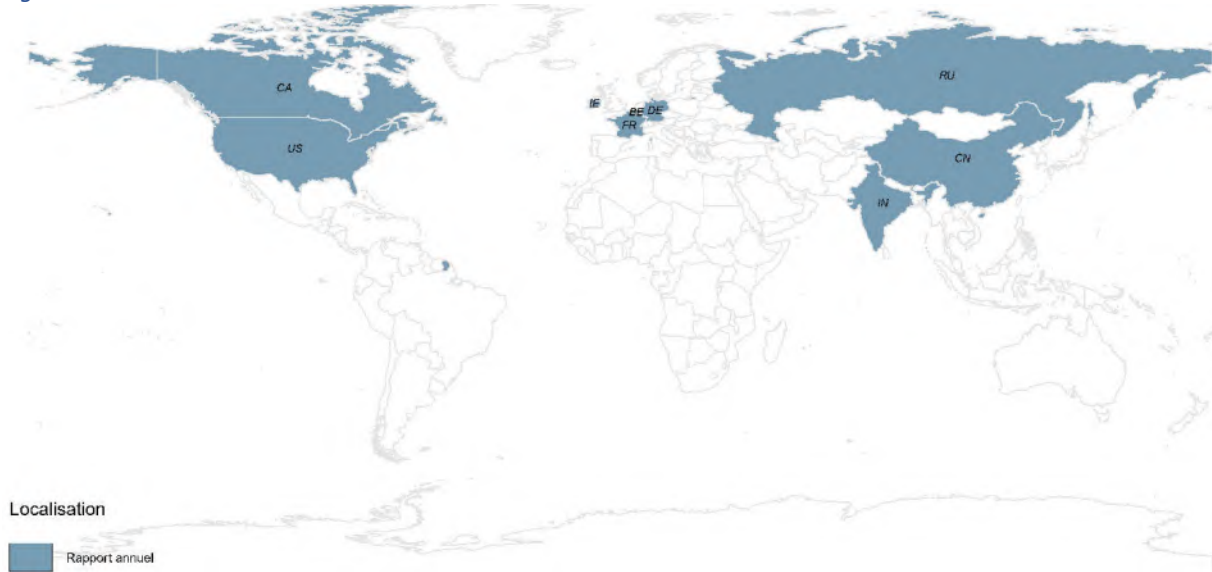 CA
RU
IE
BE
DE
FR
US
CN
IN
Localisation
Rapport annuel